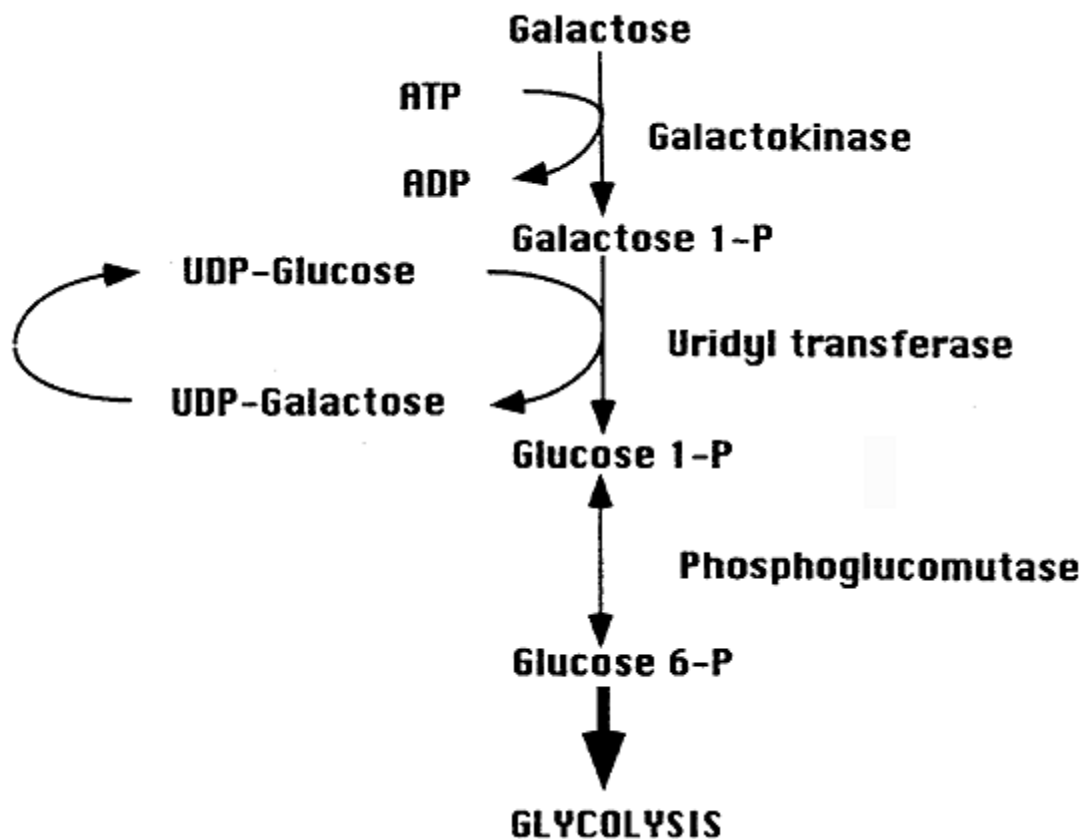 Galactose
ATP
Galactokinase
ADP
Galactose 1-P
UDP-Glucose
Uridyl transferase
UDP-Galactose
Glucose 1-P
Phosphoglucomutase
Glucose 6-P
GLYCOLYSIS